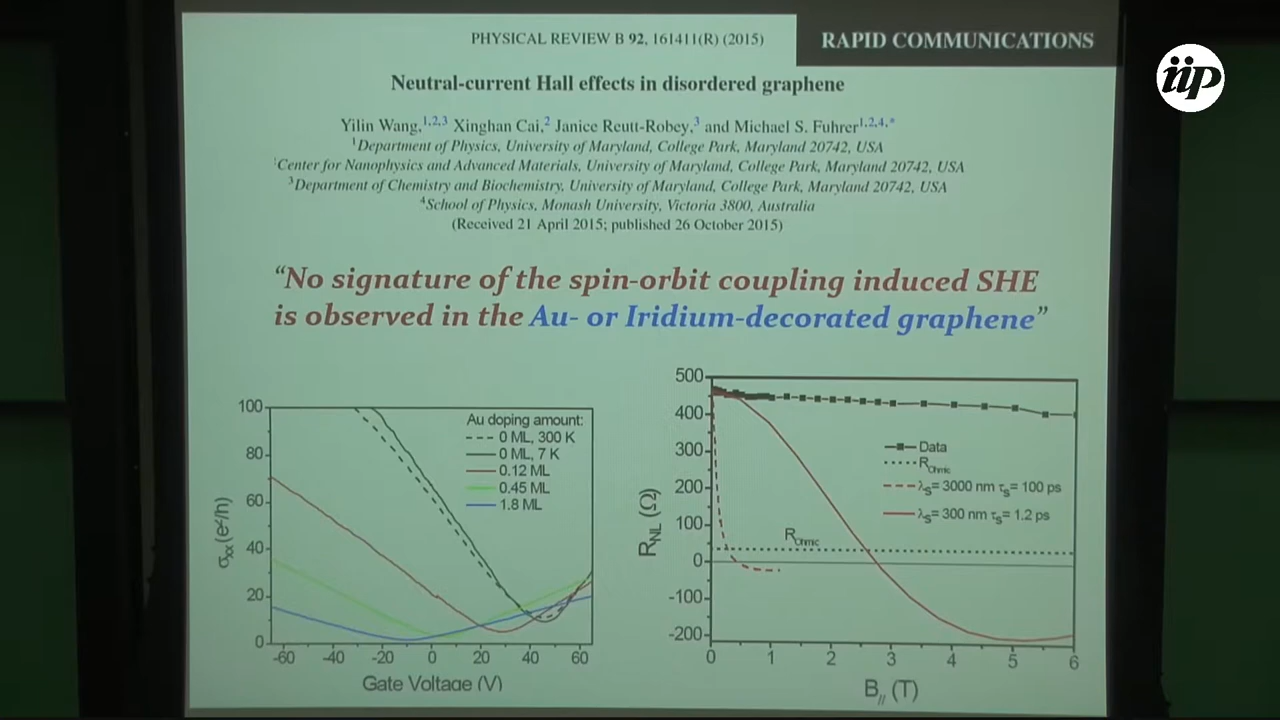 PHYSICAL REVIEW B 92, 161411(R) (2015)
RAPID COMMUNICATIONS
iip
Neutral-current Hall effects in disordered graphene
Yilin Wang,1,2,3 Xinghan Cai,2 Janice Reutt-Robey,3 and Michael S. Fuhrer1,2,4,*
1Department of Physics, University of Maryland, College Park, Maryland 20742, USA
Center for Nanophysics and Advanced Materials, University of Maryland, College Park, Maryland 20742, USA
3Department of Chemistry and Biochemistry, University of Maryland, College Park, Maryland 20742, USA
4School of Physics, Monash University, Victoria 3800, Australia
(Received 21 April 2015; published 26 October 2015)
“No signature of the spin-orbit coupling induced SHE
is observed in the Au- or Iridium-decorated graphene”
100
80
60
40
20
0
σxx (e²/h)
-60 -40 -20 0 20 40 60
Gate Voltage (V)
Au doping amount:
0 ML, 300 K
0 ML, 7 K
0.12 ML
0.45 ML
1.8 ML
500
400
300
200
100
0
-100
-200
RNL (Ω)
Data
ROhmic
λs= 3000 nm τs= 100 ps
λs= 300 nm τs= 1.2 ps
ROhmic
0 1 2 3 4 5 6
B// (T)